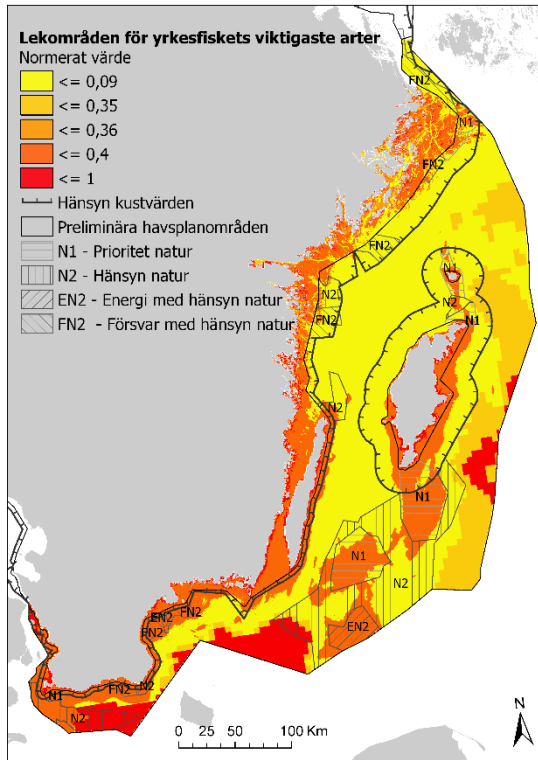 Lekområden för yrkesfiskets viktigaste arter
Normerat värde
<= 0,09
<= 0,35
<= 0,36
<= 0,4
<= 1
Hänsyn kustvärden
Preliminära havsplanområden
N1 - Prioritet natur
N2 - Hänsyn natur
EN2 - Energi med hänsyn natur
FN2 - Försvar med hänsyn natur
FN2
N1
FN2
FN2
N1
N2
N2
FN2
N1
N2
N1
N1
N2
EN2
EN2
FN2
FN2
N1
FN2
N2
N2
0 25 50 100 Km
N